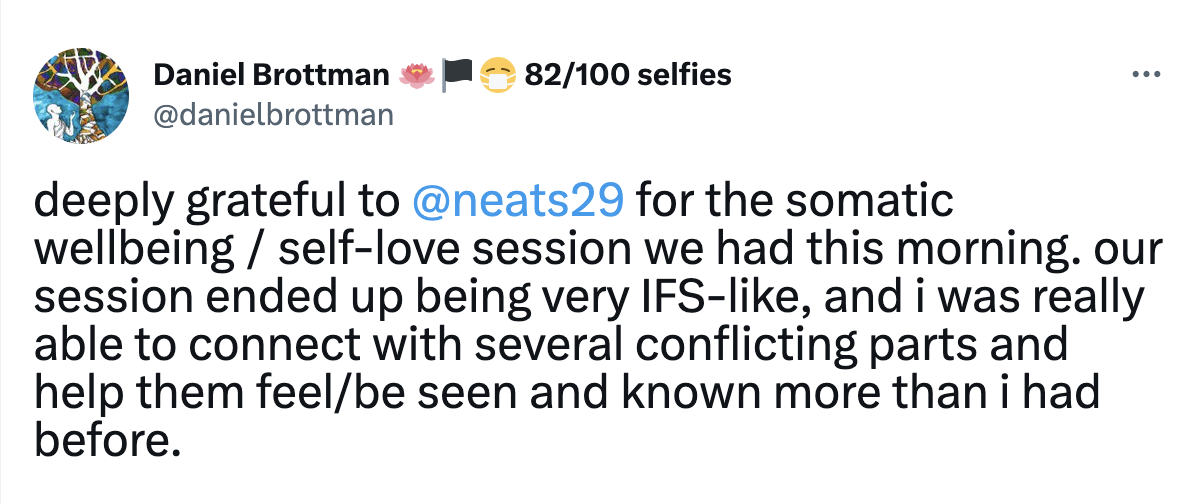 Daniel Brottman 🪷🏴😷 82/100 selfies
@danielbrottman
deeply grateful to @neats29 for the somatic
wellbeing / self-love session we had this morning. our
session ended up being very IFS-like, and i was really
able to connect with several conflicting parts and
help them feel/be seen and known more than i had
before.